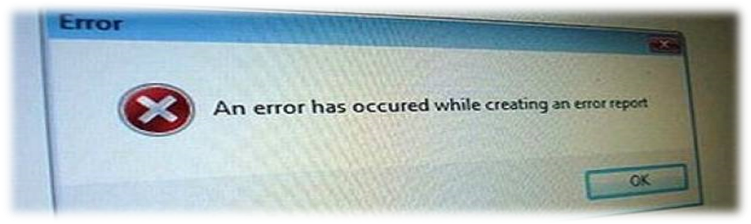 Error
An error has occured while creating an error report
OK